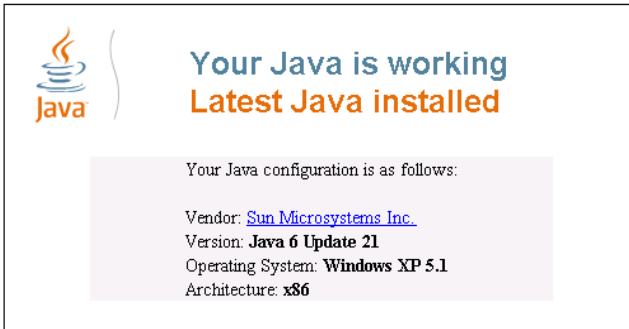 Java
Your Java is working
Latest Java installed
Your Java configuration is as follows:
Vendor: Sun Microsystems Inc.
Version: Java 6 Update 21
Operating System: Windows XP 5.1
Architecture: x86